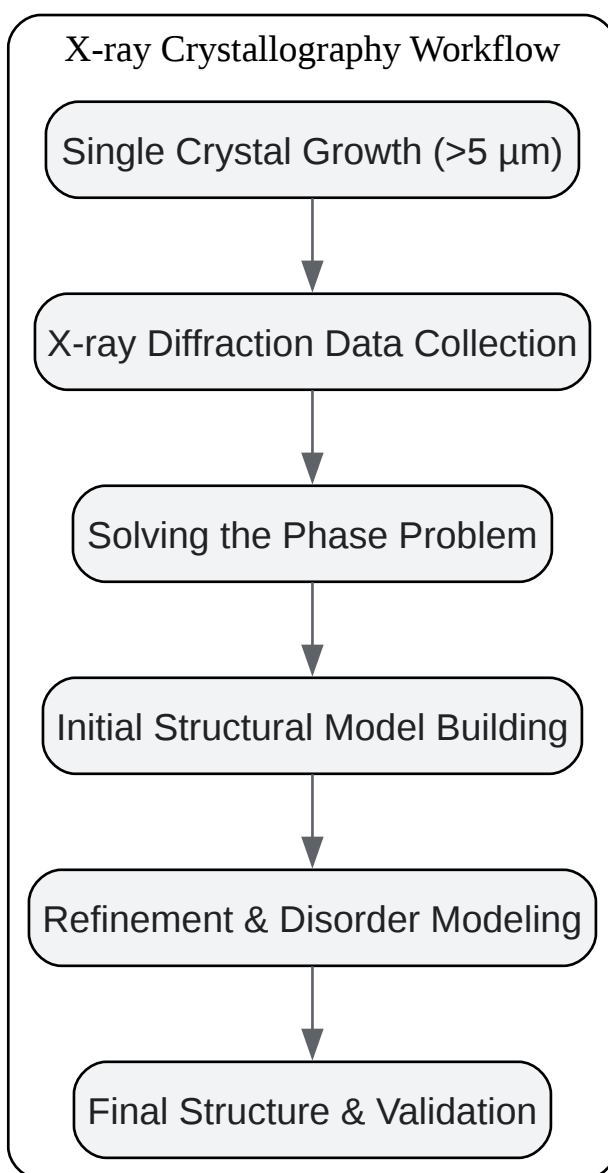 X-ray Crystallography Workflow
Single Crystal Growth (>5 µm)
X-ray Diffraction Data Collection
Solving the Phase Problem
Initial Structural Model Building
Refinement & Disorder Modeling
Final Structure & Validation